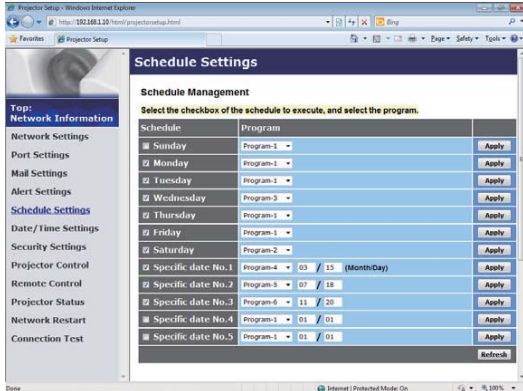 Projector Setup - Windows Internet Explorer
http://192.168.1.10/html/projectorsetup.html
Bing
Favorites Projector Setup Page Safety Tools
Schedule Settings
Schedule Management
Select the checkbox of the schedule to execute, and select the program.
Top:
Network Information
Network Settings
Port Settings
Mail Settings
Alert Settings
Schedule Settings
Date/Time Settings
Security Settings
Projector Control
Remote Control
Projector Status
Network Restart
Connection Test
Schedule Program
Sunday Program-1 Apply
Monday Program-1 Apply
Tuesday Program-1 Apply
Wednesday Program-3 Apply
Thursday Program-1 Apply
Friday Program-1 Apply
Saturday Program-2 Apply
Specific date No.1 Program-4 03 / 15 (Month/Day) Apply
Specific date No.2 Program-5 07 / 18 Apply
Specific date No.3 Program-6 11 / 20 Apply
Specific date No.4 Program-1 01 / 01 Apply
Specific date No.5 Program-1 01 / 01 Apply
Refresh
Done Internet | Protected Mode: On 100%